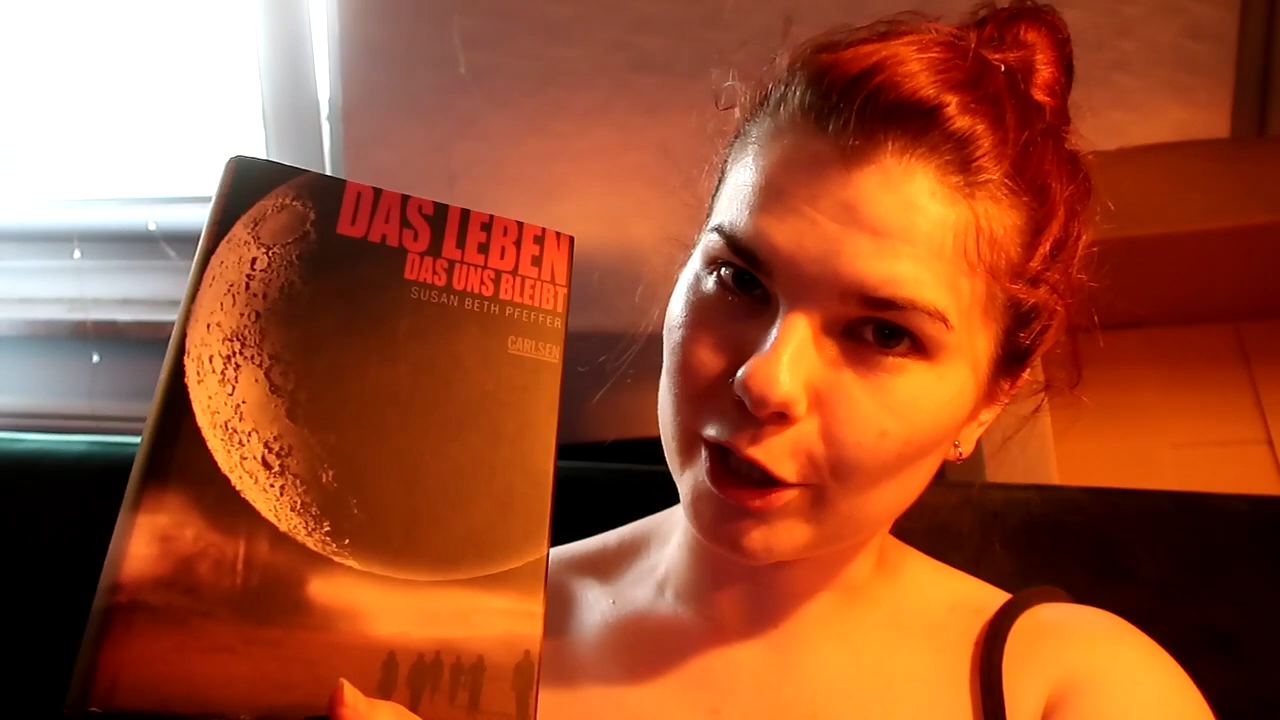 DAS LEBEN
DAS UNS BLEIBT
SUSAN BETH PFEFFER
CARLSEN